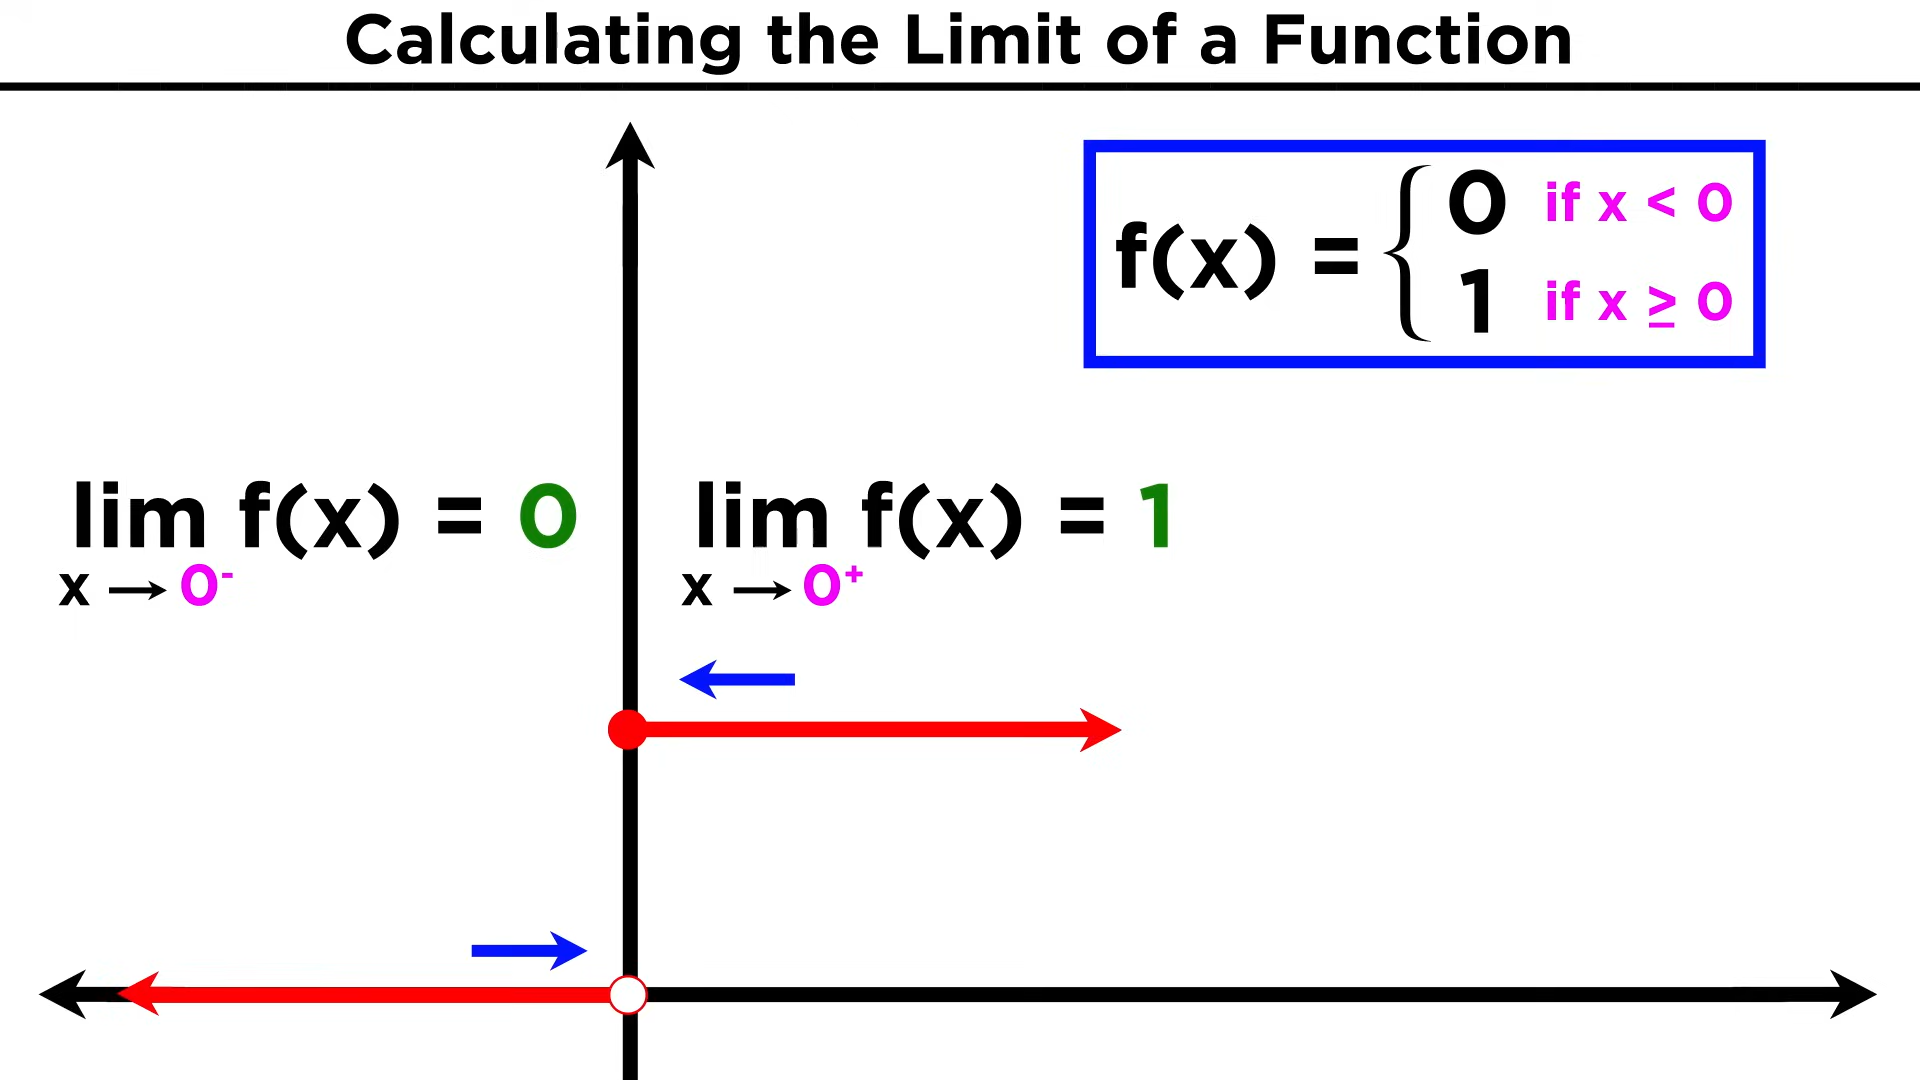 Calculating the Limit of a Function
f(x) = { 0 if x < 0
1 if x ≥ 0
lim f(x) = 0
x → 0⁻
lim f(x) = 1
x → 0⁺